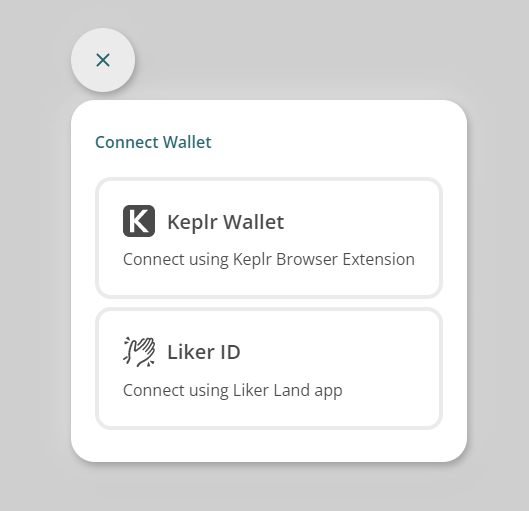 Connect Wallet
Keplr Wallet
Connect using Keplr Browser Extension
Liker ID
Connect using Liker Land app